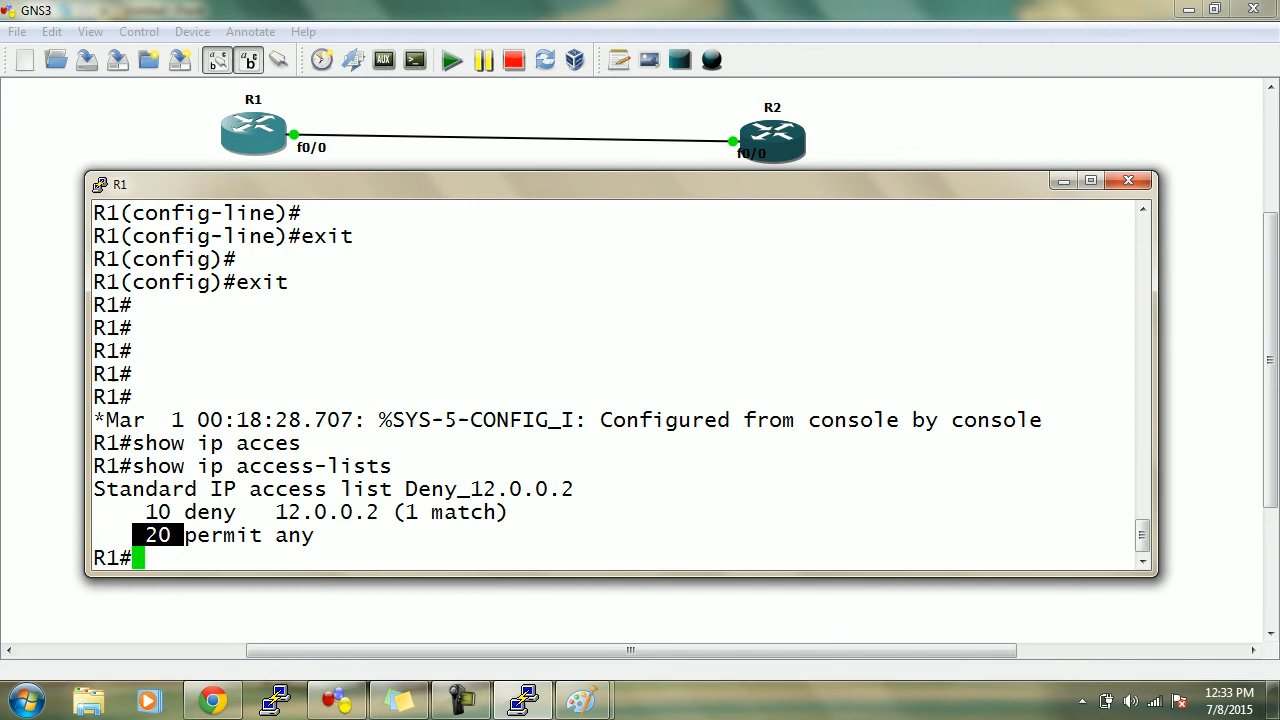 GNS3
File Edit View Control Device Annotate Help
R1
R2
f0/0
f0/0
R1
R1(config-line)#
R1(config-line)#exit
R1(config)#
R1(config)#exit
R1#
R1#
R1#
R1#
R1#
*Mar  1 00:18:28.707: %SYS-5-CONFIG_I: Configured from console by console
R1#show ip acces
R1#show ip access-lists
Standard IP access list Deny_12.0.0.2
    10 deny   12.0.0.2 (1 match)
    20 permit any
R1#
12:33 PM
7/8/2015